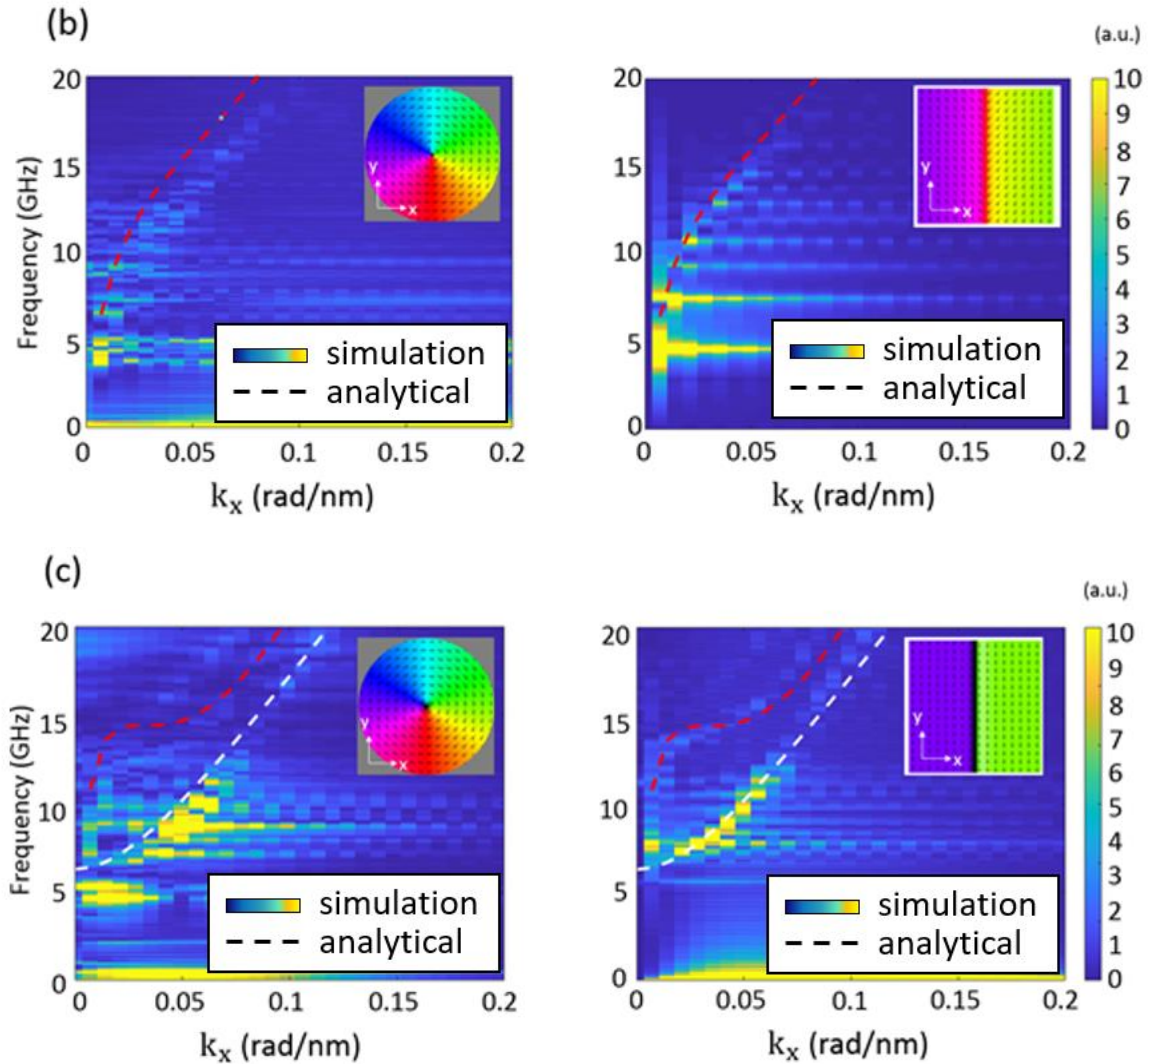 (b)
(a.u.)
20 15 10 5 0
Frequency (GHz)
y
x
simulation
analytical
0 0.05 0.1 0.15 0.2
kx (rad/nm)
20 15 10 5 0
y
x
simulation
analytical
0 0.05 0.1 0.15 0.2
kx (rad/nm)
10 9 8 7 6 5 4 3 2 1 0
(c)
(a.u.)
20 15 10 5 0
Frequency (GHz)
y
x
simulation
analytical
0 0.05 0.1 0.15 0.2
kx (rad/nm)
20 15 10 5 0
y
x
simulation
analytical
0 0.05 0.1 0.15 0.2
kx (rad/nm)
10 9 8 7 6 5 4 3 2 1 0